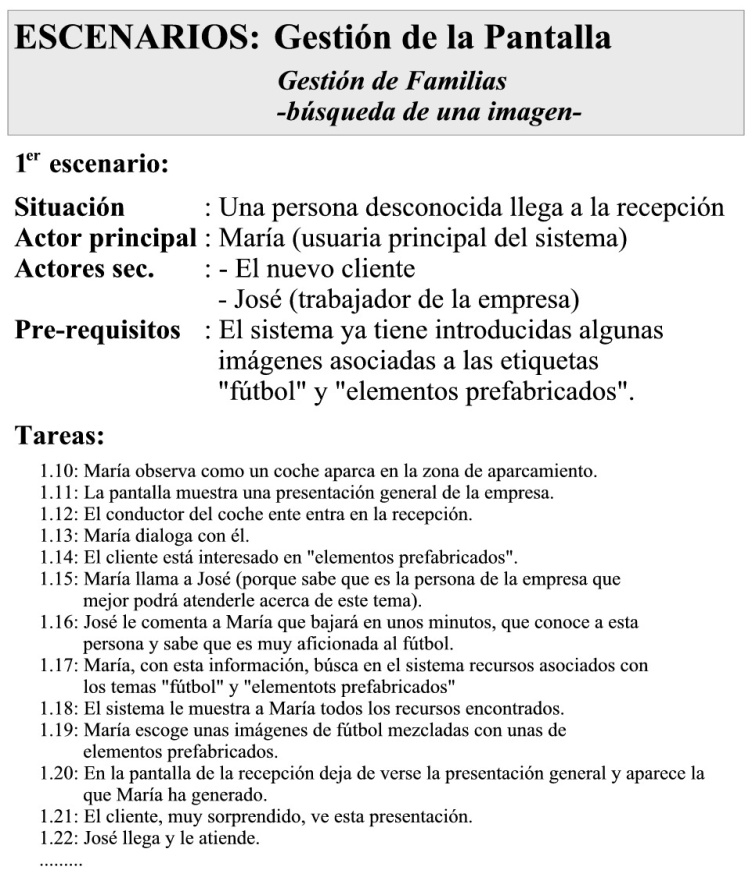 ESCENARIOS: Gestión de la Pantalla
Gestión de Familias
-búsqueda de una imagen-
1er escenario:
Situación : Una persona desconocida llega a la recepción
Actor principal : María (usuaria principal del sistema)
Actores sec. : - El nuevo cliente
- José (trabajador de la empresa)
Pre-requisitos : El sistema ya tiene introducidas algunas
imágenes asociadas a las etiquetas
"fútbol" y "elementos prefabricados".
Tareas:
1.10: María observa como un coche aparca en la zona de aparcamiento.
1.11: La pantalla muestra una presentación general de la empresa.
1.12: El conductor del coche ente entra en la recepción.
1.13: María dialoga con él.
1.14: El cliente está interesado en "elementos prefabricados".
1.15: María llama a José (porque sabe que es la persona de la empresa que
mejor podrá atenderle acerca de este tema).
1.16: José le comenta a María que bajará en unos minutos, que conoce a esta
persona y sabe que es muy aficionada al fútbol.
1.17: María, con esta información, búsca en el sistema recursos asociados con
los temas "fútbol" y "elementots prefabricados"
1.18: El sistema le muestra a María todos los recursos encontrados.
1.19: María escoge unas imágenes de fútbol mezcladas con unas de
elementos prefabricados.
1.20: En la pantalla de la recepción deja de verse la presentación general y aparece la
que María ha generado.
1.21: El cliente, muy sorprendido, ve esta presentación.
1.22: José llega y le atiende.
.........